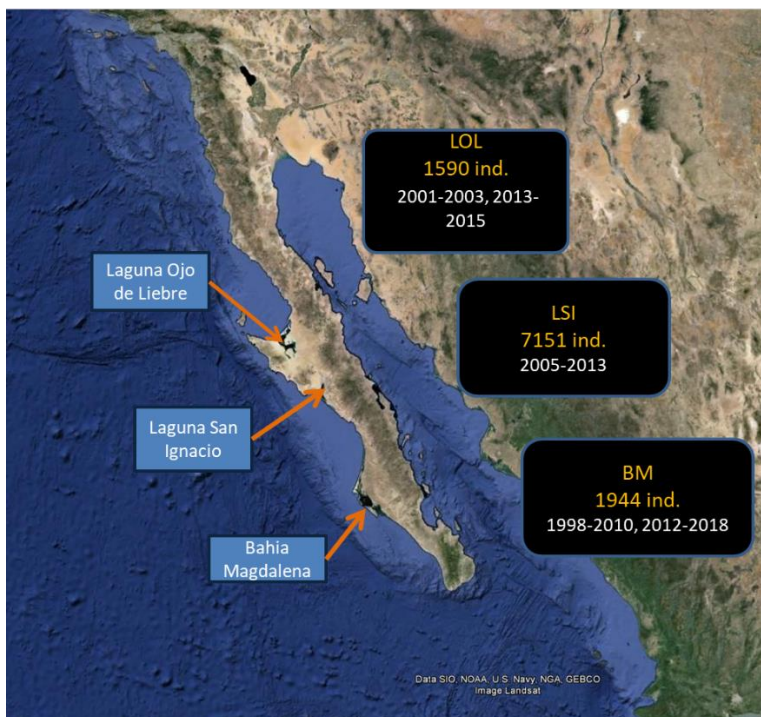 LOL
1590 ind.
2001-2003, 2013-
2015
Laguna Ojo
de Liebre
LSI
7151 ind.
2005-2013
Laguna San
Ignacio
BM
1944 ind.
1998-2010, 2012-2018
Bahia
Magdalena
Data SIO, NOAA, U.S. Navy, NGA, GEBCO
Image Landsat